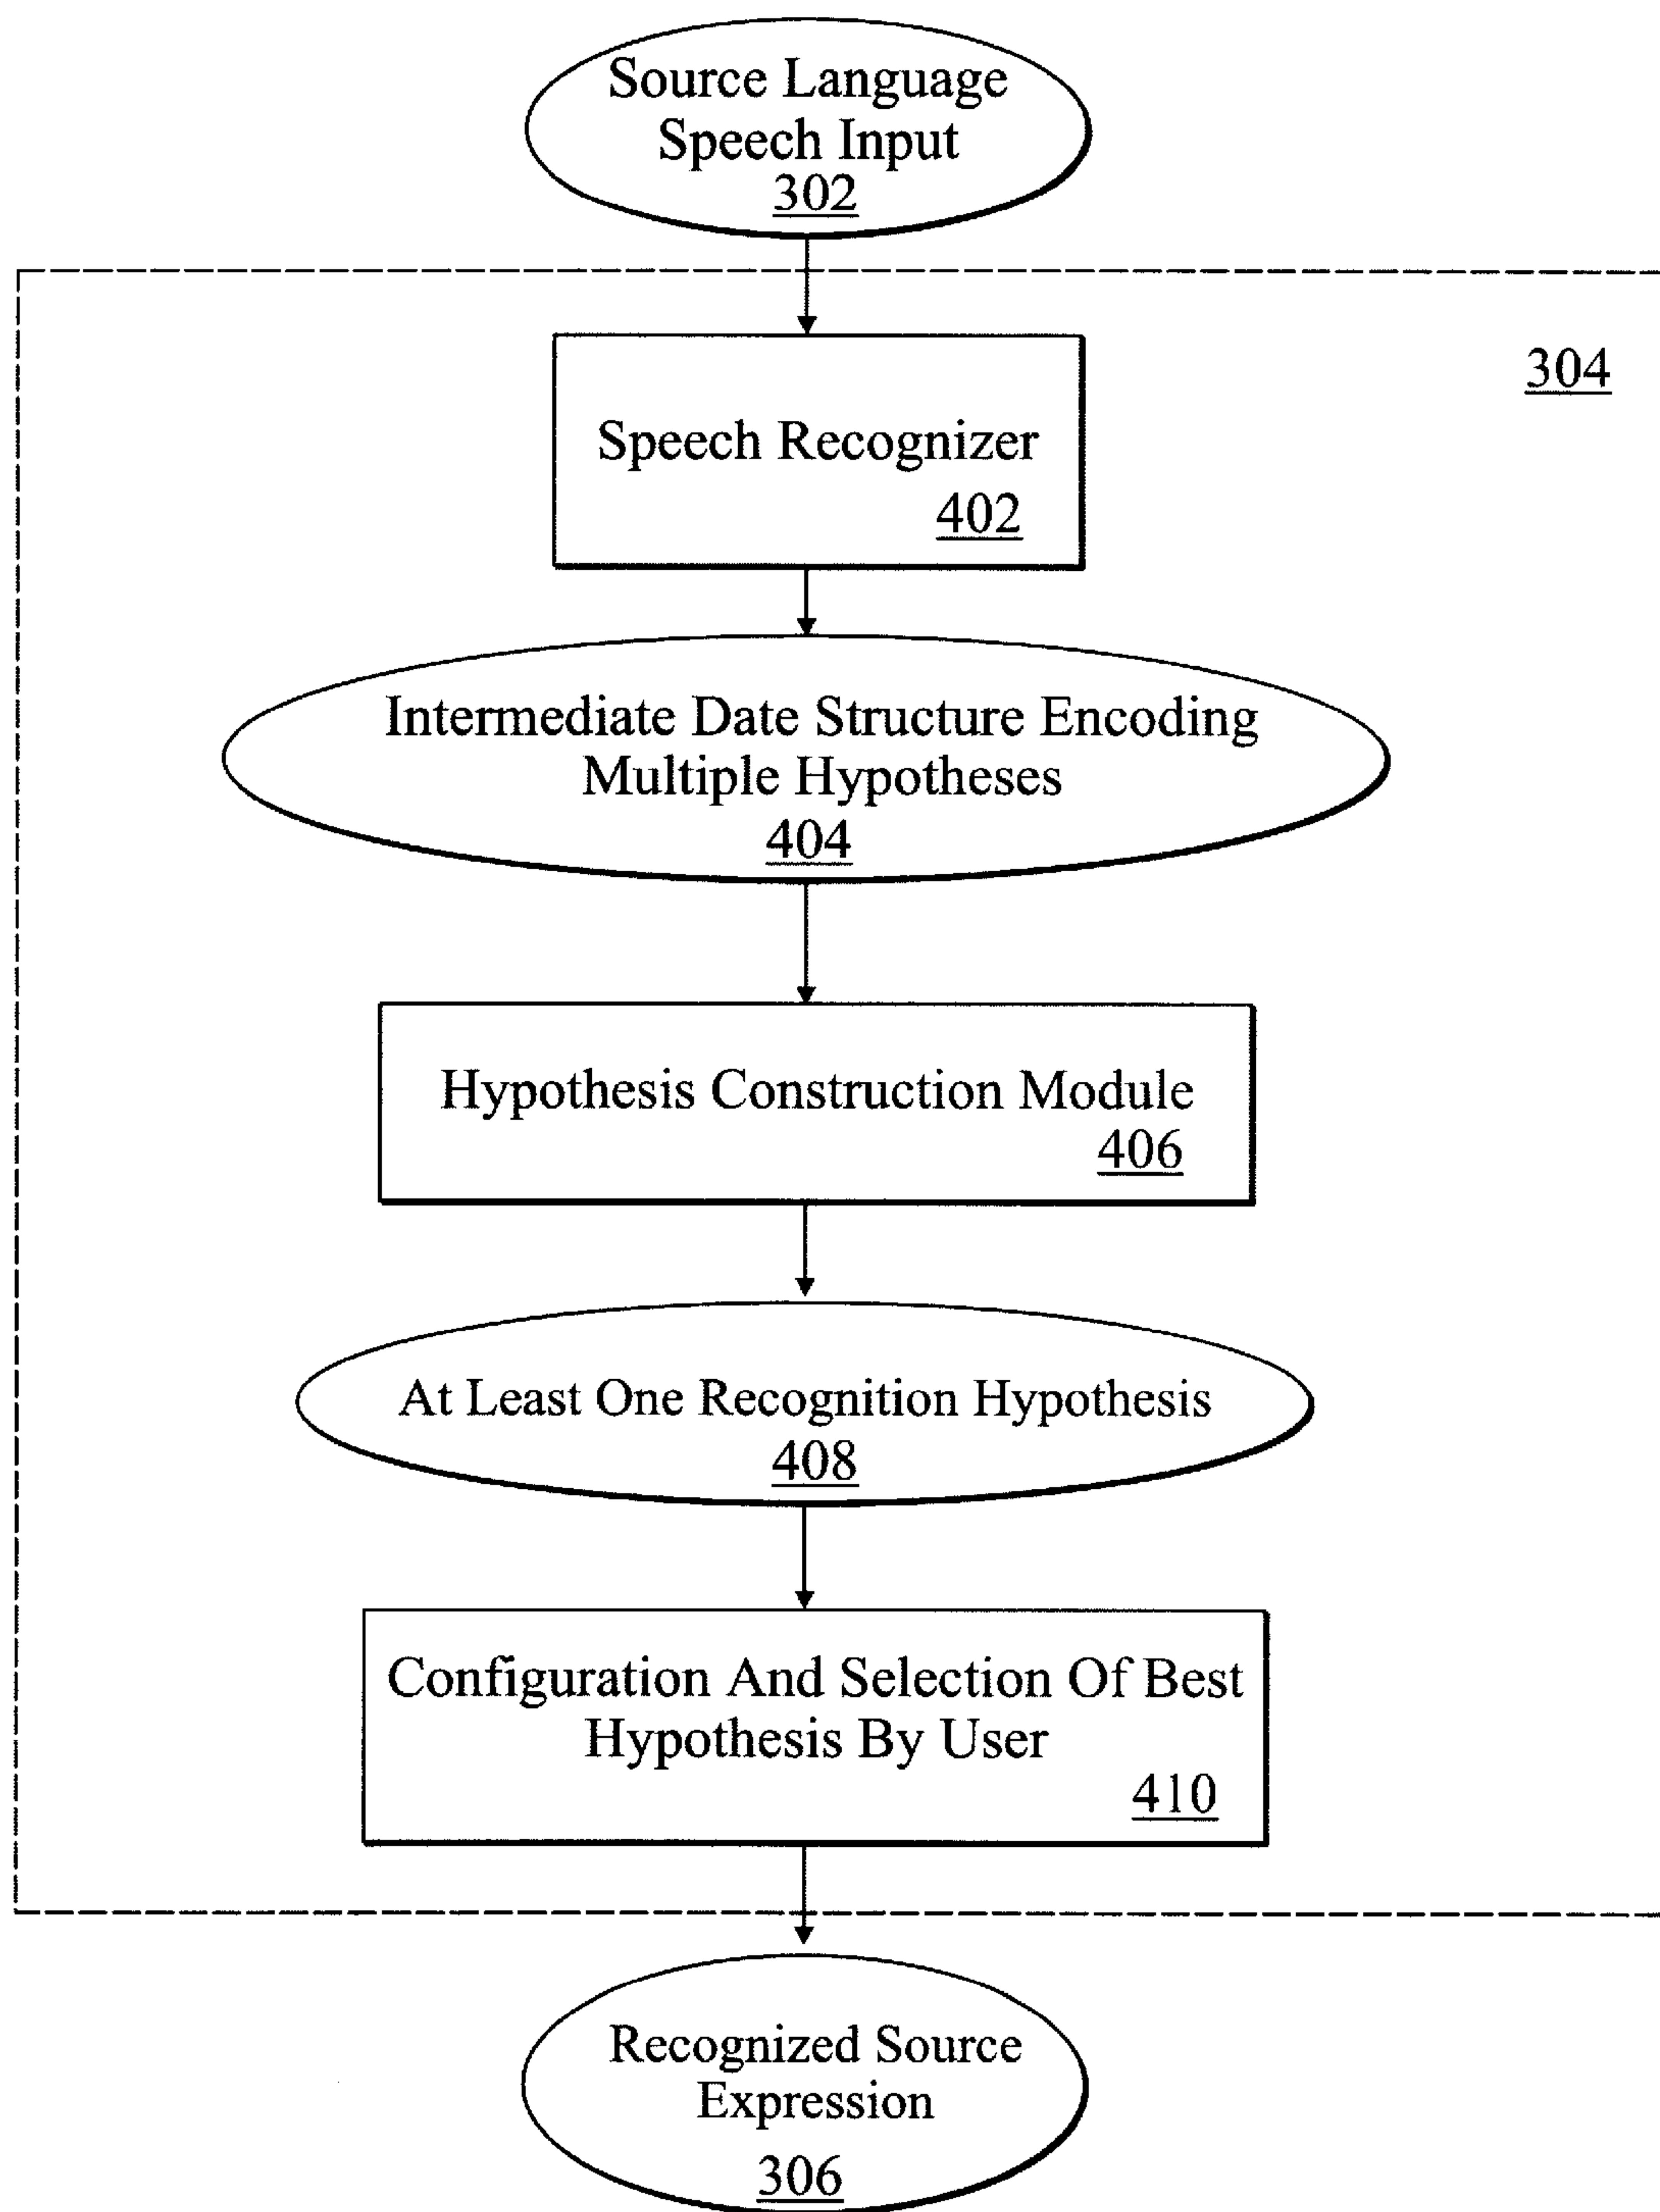 Source Language
Speech Input
302
304
Speech Recognizer
402
Intermediate Date Structure Encoding
Multiple Hypotheses
404
Hypothesis Construction Module
406
At Least One Recognition Hypothesis
408
Configuration And Selection Of Best
Hypothesis By User
410
Recognized Source
Expression
306